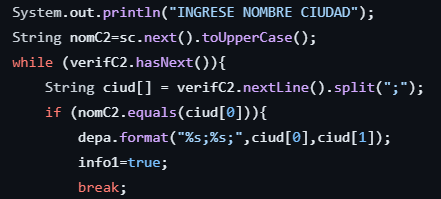 System.out.println("INGRESE NOMBRE CIUDAD");
String nomC2=sc.next().toUpperCase();
while (verifC2.hasNext()){
String ciud[] = verifC2.nextLine().split(";");
if (nomC2.equals(ciud[0])){
depa.format("%s;%s;",ciud[0],ciud[1]);
info1=true;
break;